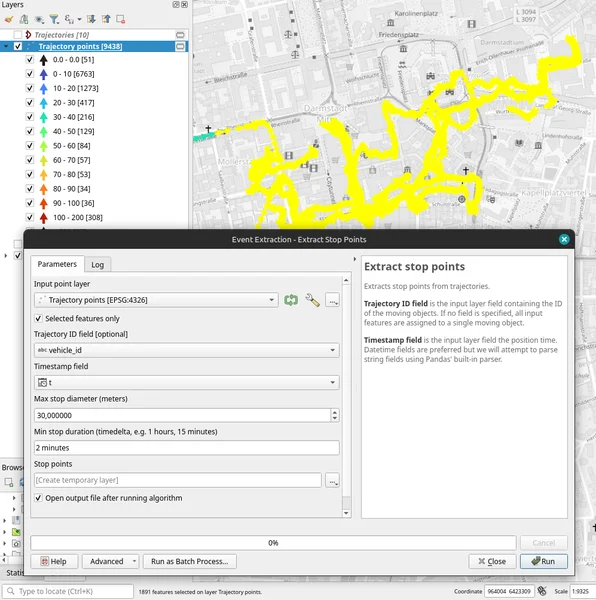 Layers
Trajectories [10]
Trajectory points [9438]
0.0 - 0.0 [51]
0 - 10 [6763]
10 - 20 [1273]
20 - 30 [417]
30 - 40 [216]
40 - 50 [129]
50 - 60 [84]
60 - 70 [57]
70 - 80 [53]
80 - 90 [34]
90 - 100 [36]
100 - 200 [308]
Karolinenplatz
Friedensplatz
L 3094
L 3097
Darmstadtium
Erich-Ollenhauer-Promenade
Bleichstraße
Darmstadt
Kapellplatzviertel
Event Extraction - Extract Stop Points
Parameters
Log
Input point layer
Trajectory points [EPSG:4326]
...
Selected features only
Trajectory ID field [optional]
abc vehicle_id
Timestamp field
t
Max stop diameter (meters)
30,000000
Min stop duration (timedelta, e.g. 1 hours, 15 minutes)
2 minutes
Stop points
[Create temporary layer]
...
Open output file after running algorithm
Extract stop points
Extracts stop points from trajectories.
Trajectory ID field is the input layer field containing the ID
of the moving objects. If no field is specified, all input
features are assigned to a single moving object.
Timestamp field is the input layer field the position time.
Datetime fields are preferred but we will attempt to parse
string fields using Pandas' built-in parser.
0%
Cancel
Help
Advanced
Run as Batch Process...
Close
Run
Brows
Statis
Type to locate (Ctrl+K)
1891 features selected on layer Trajectory points.
Coordinate
964004 6423309
Scale
1:9325